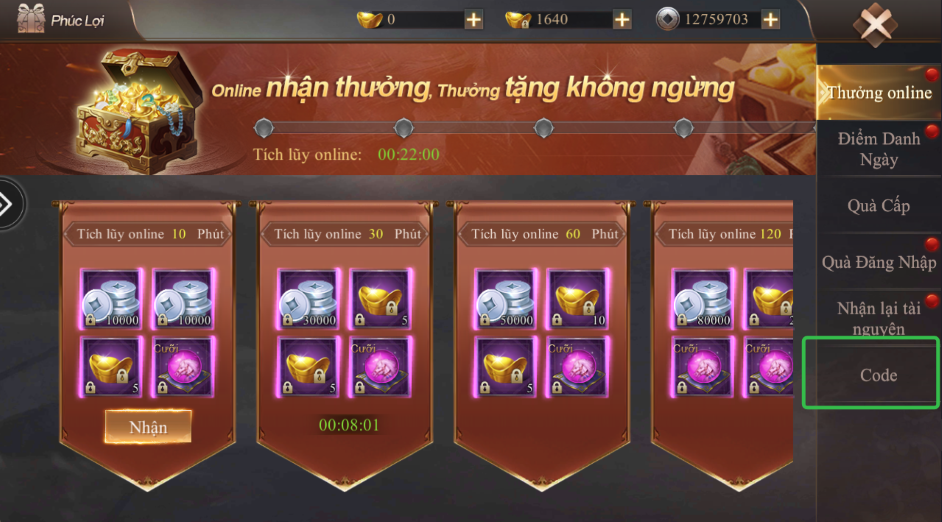 Phúc Lợi
0
1640
12759703
Online nhận thưởng, Thưởng tặng không ngừng
Tích lũy online: 00:22:00
Thưởng online
Điểm Danh
Ngày
Quà Cấp
Quà Đăng Nhập
Nhận lại tài
nguyên
Code
Tích lũy online 10 Phút
10000
10000
Cưỡi
5
Nhận
Tích lũy online 30 Phút
30000
5
Cưỡi
5
00:08:01
Tích lũy online 60 Phút
50000
10
Cưỡi
5
Tích lũy online 120
80000
Cưỡi
Cưỡi